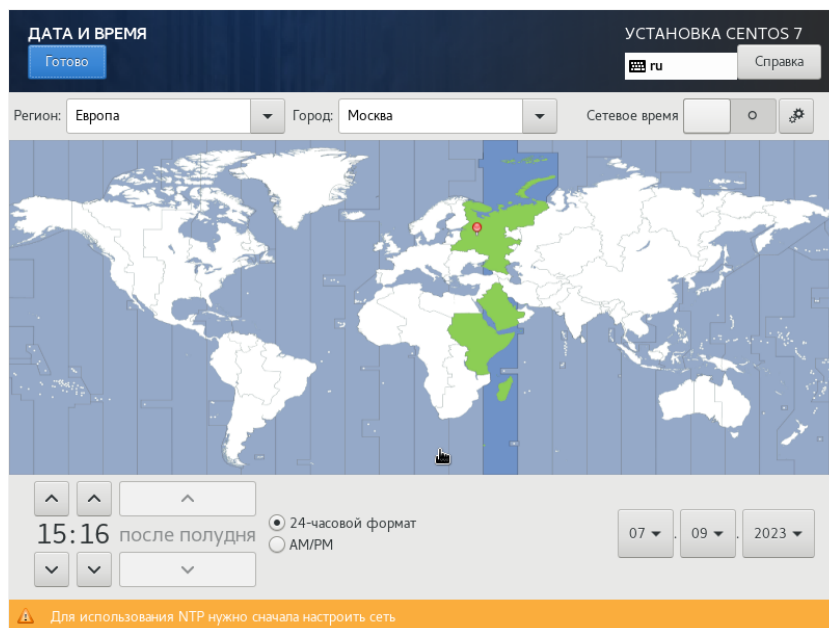 ДАТА И ВРЕМЯ
УСТАНОВКА CENTOS 7
Готово
ru
Справка
Регион: Европа Город: Москва Сетевое время
15:16 после полудня
24-часовой формат
AM/PM
07 . 09 . 2023
Для использования NTP нужно сначала настроить сеть